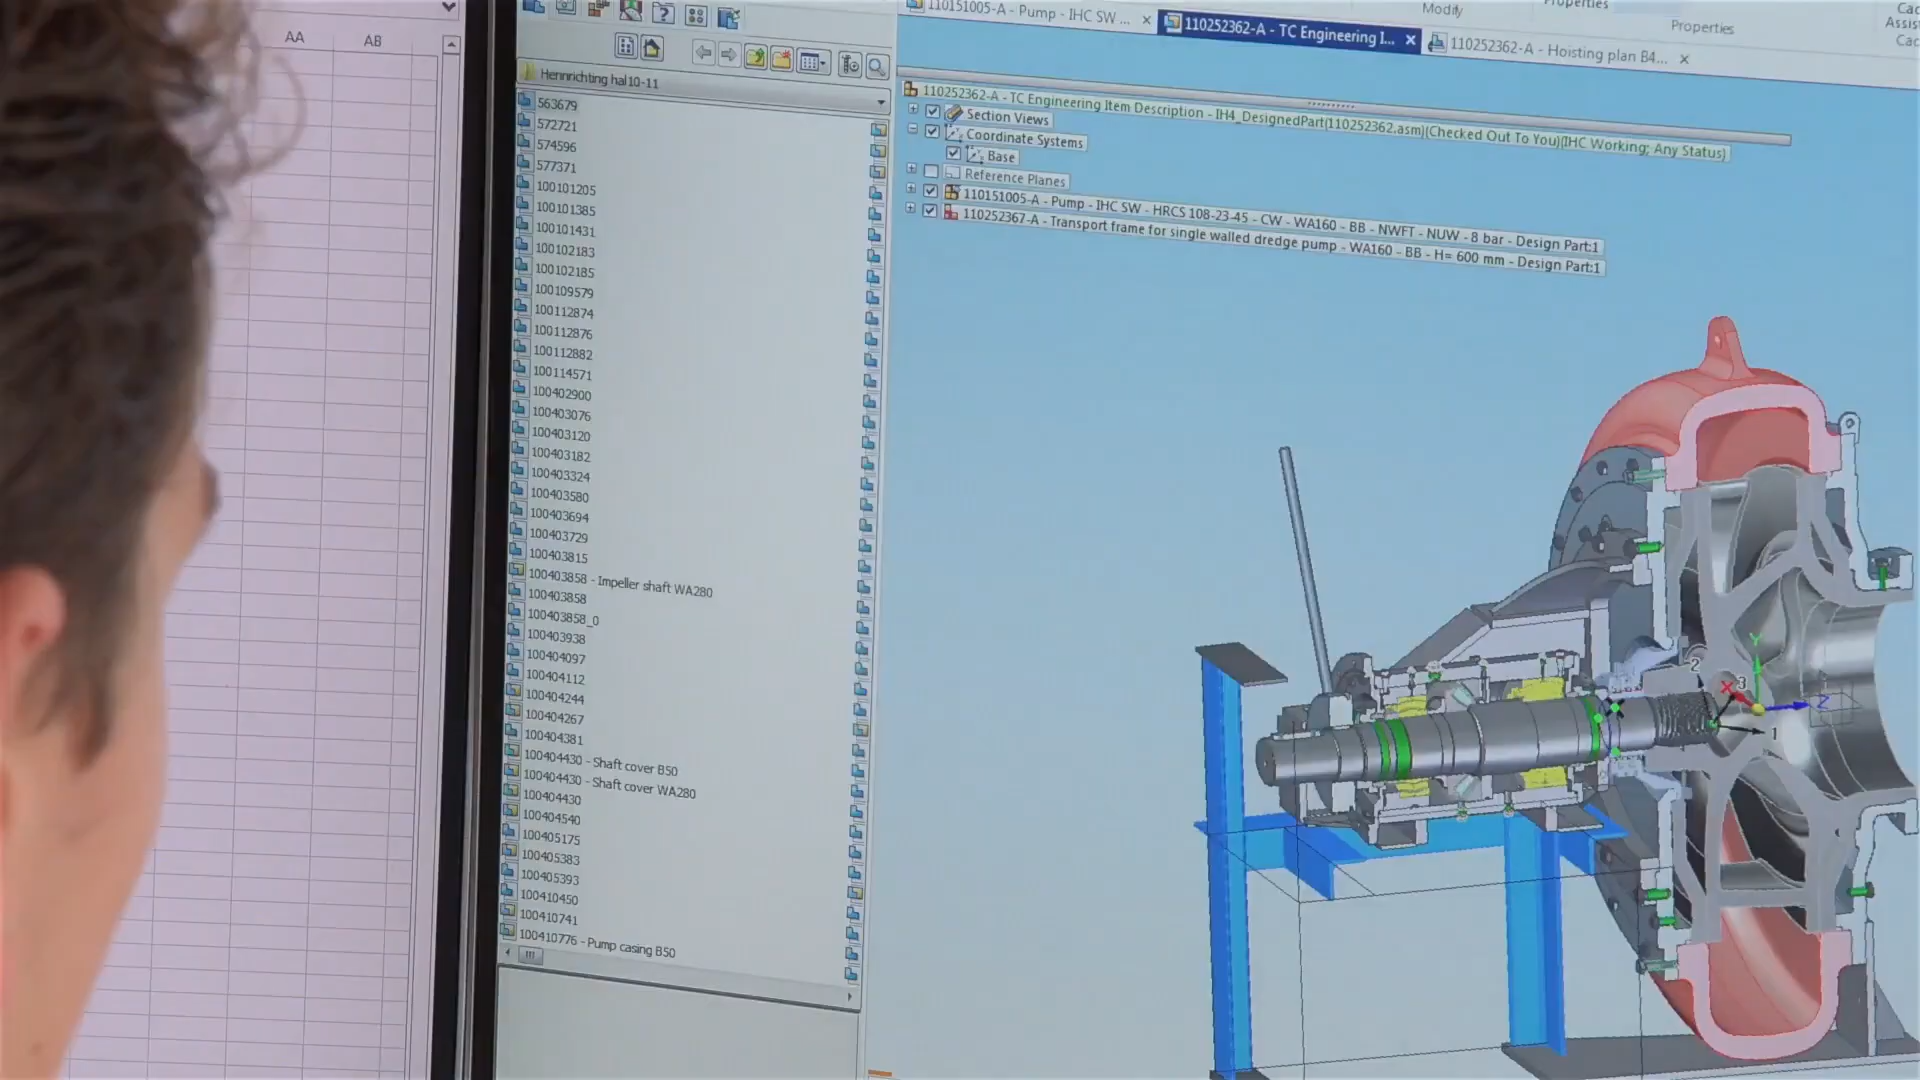 AA
AB
Hennrichting hal10-11
563679
572721
574596
577371
100101205
100101385
100101431
100102183
100102185
100109579
100112874
100112876
100112882
100114571
100402900
100403076
100403120
100403182
100403324
100403580
100403694
100403729
100403815
100403858 - Impeller shaft WA280
100403858
100403858_0
100403938
100404097
100404112
100404244
100404267
100404381
100404430 - Shaft cover B50
100404430 - Shaft cover WA280
100404430
100404540
100405175
100405383
100405393
100410450
100410741
100410776 - Pump casing B50
Modify
Properties
Properties
110151005-A - Pump - IHC SW ...
110252362-A - TC Engineering I...
110252362-A - Hoisting plan B4...
110252362-A - TC Engineering Item Description - IH4_DesignedPart(110252362.asm)(Checked Out To You)(IHC Working; Any Status)
Section Views
Coordinate Systems
Base
Reference Planes
110151005-A - Pump - IHC SW - HRCS 108-23-45 - CW - WA160 - BB - NWFT - NUW - 8 bar - Design Part:1
110252367-A - Transport frame for single walled dredge pump - WA160 - BB - H= 600 mm - Design Part:1
Y
2
X
3
Z
1